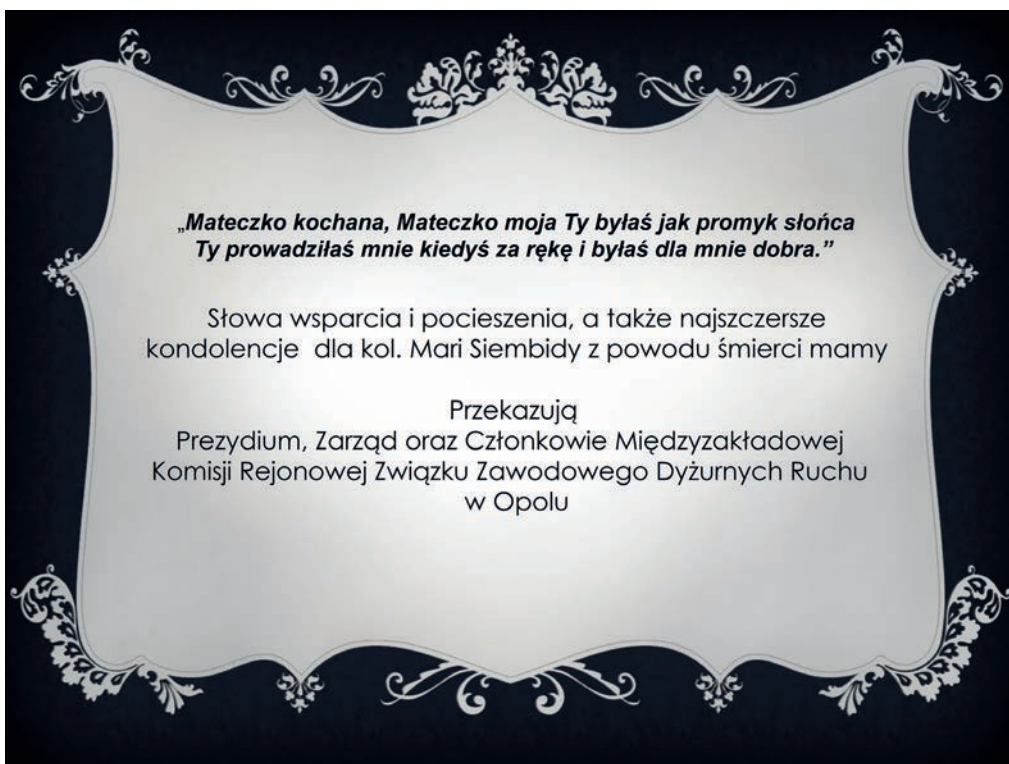 „Mateczko kochana, Mateczko moja Ty byłaś jak promyk słońca
Ty prowadziłaś mnie kiedyś za rękę i byłaś dla mnie dobra.”
Słowa wsparcia i pocieszenia, a także najszczersze
kondolencje dla kol. Mari Siembidy z powodu śmierci mamy
Przekazują
Prezydium, Zarząd oraz Członkowie Międzyzakładowej
Komisji Rejonowej Związku Zawodowego Dyżurnych Ruchu
w Opolu